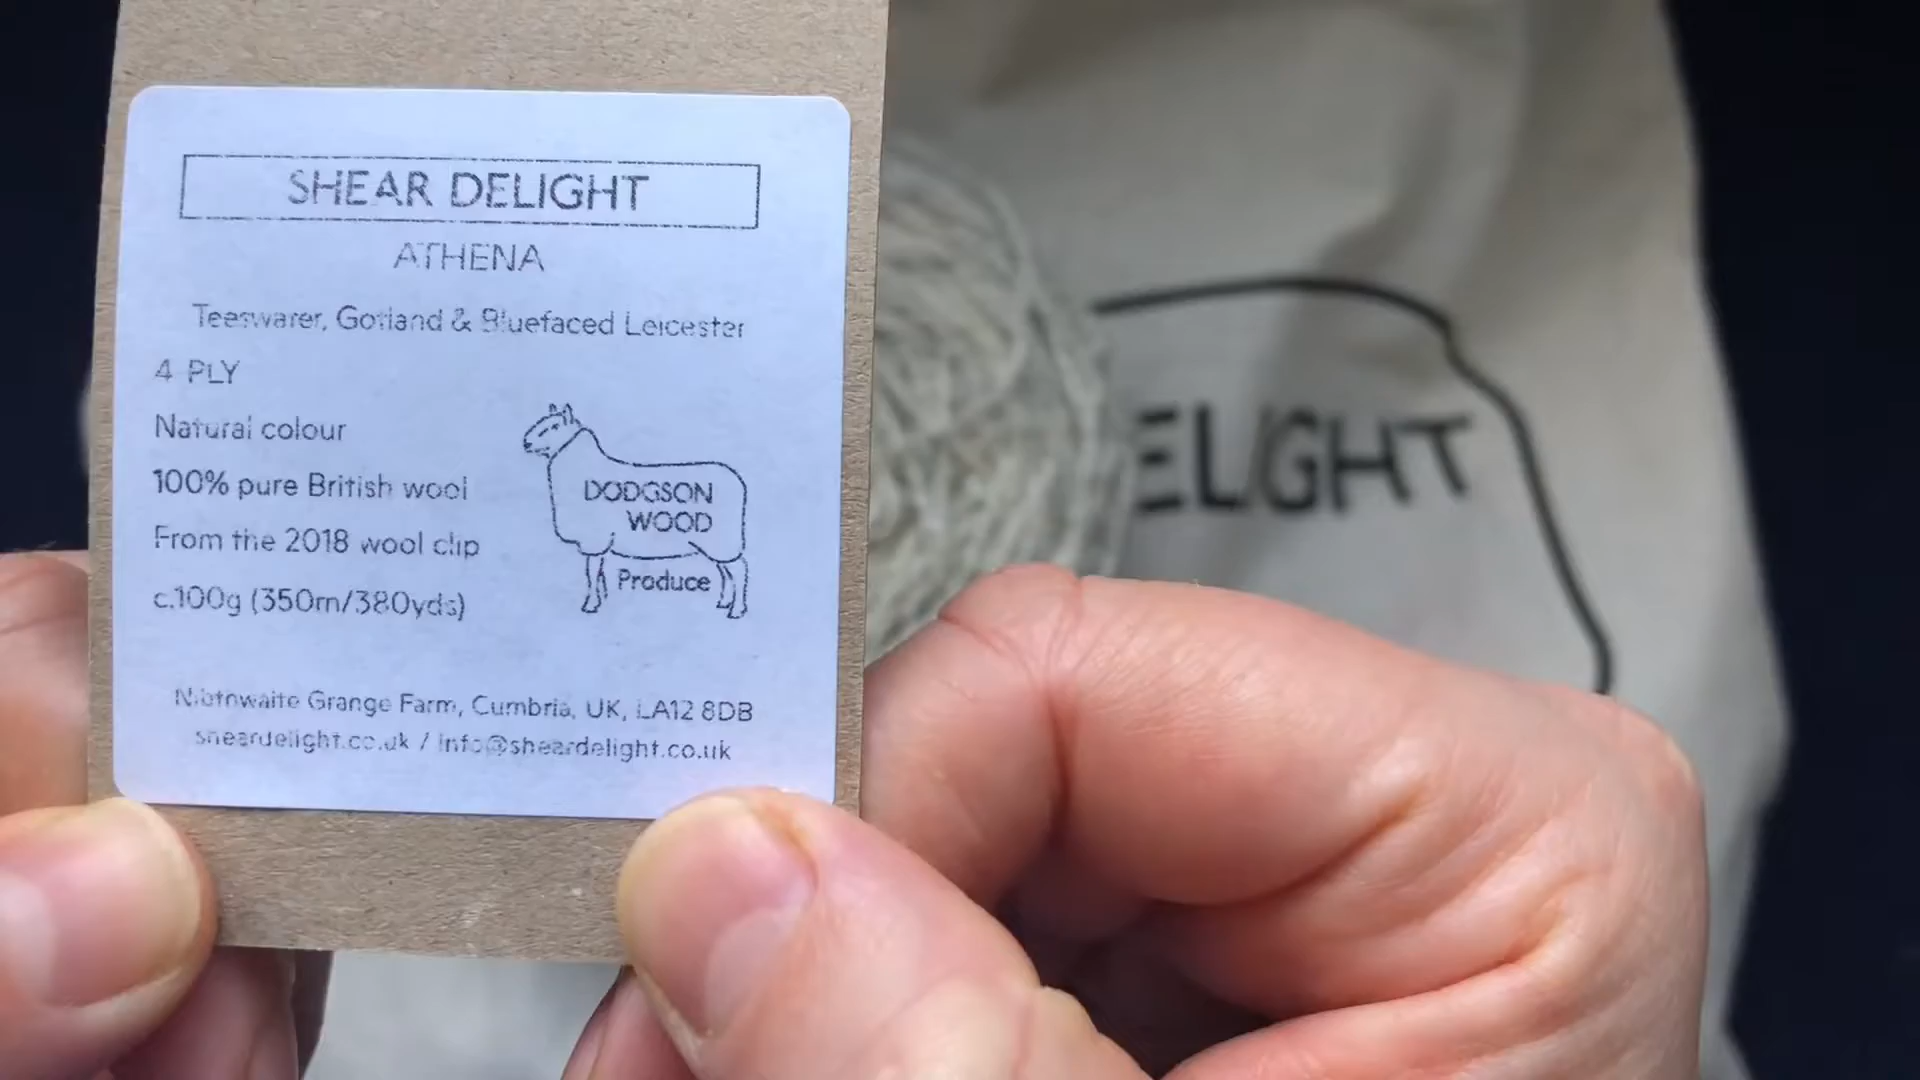 SHEAR DELIGHT
ATHENA
Teeswater, Gotland & Bluefaced Leicester
4 PLY
Natural colour
100% pure British wool
From the 2018 wool clip
c.100g (350m/380yds)
DODGSON
WOOD
Produce
Nibthwaite Grange Farm, Cumbria, UK, LA12 8DB
sheardelight.co.uk / info@sheardelight.co.uk
ELIGHT